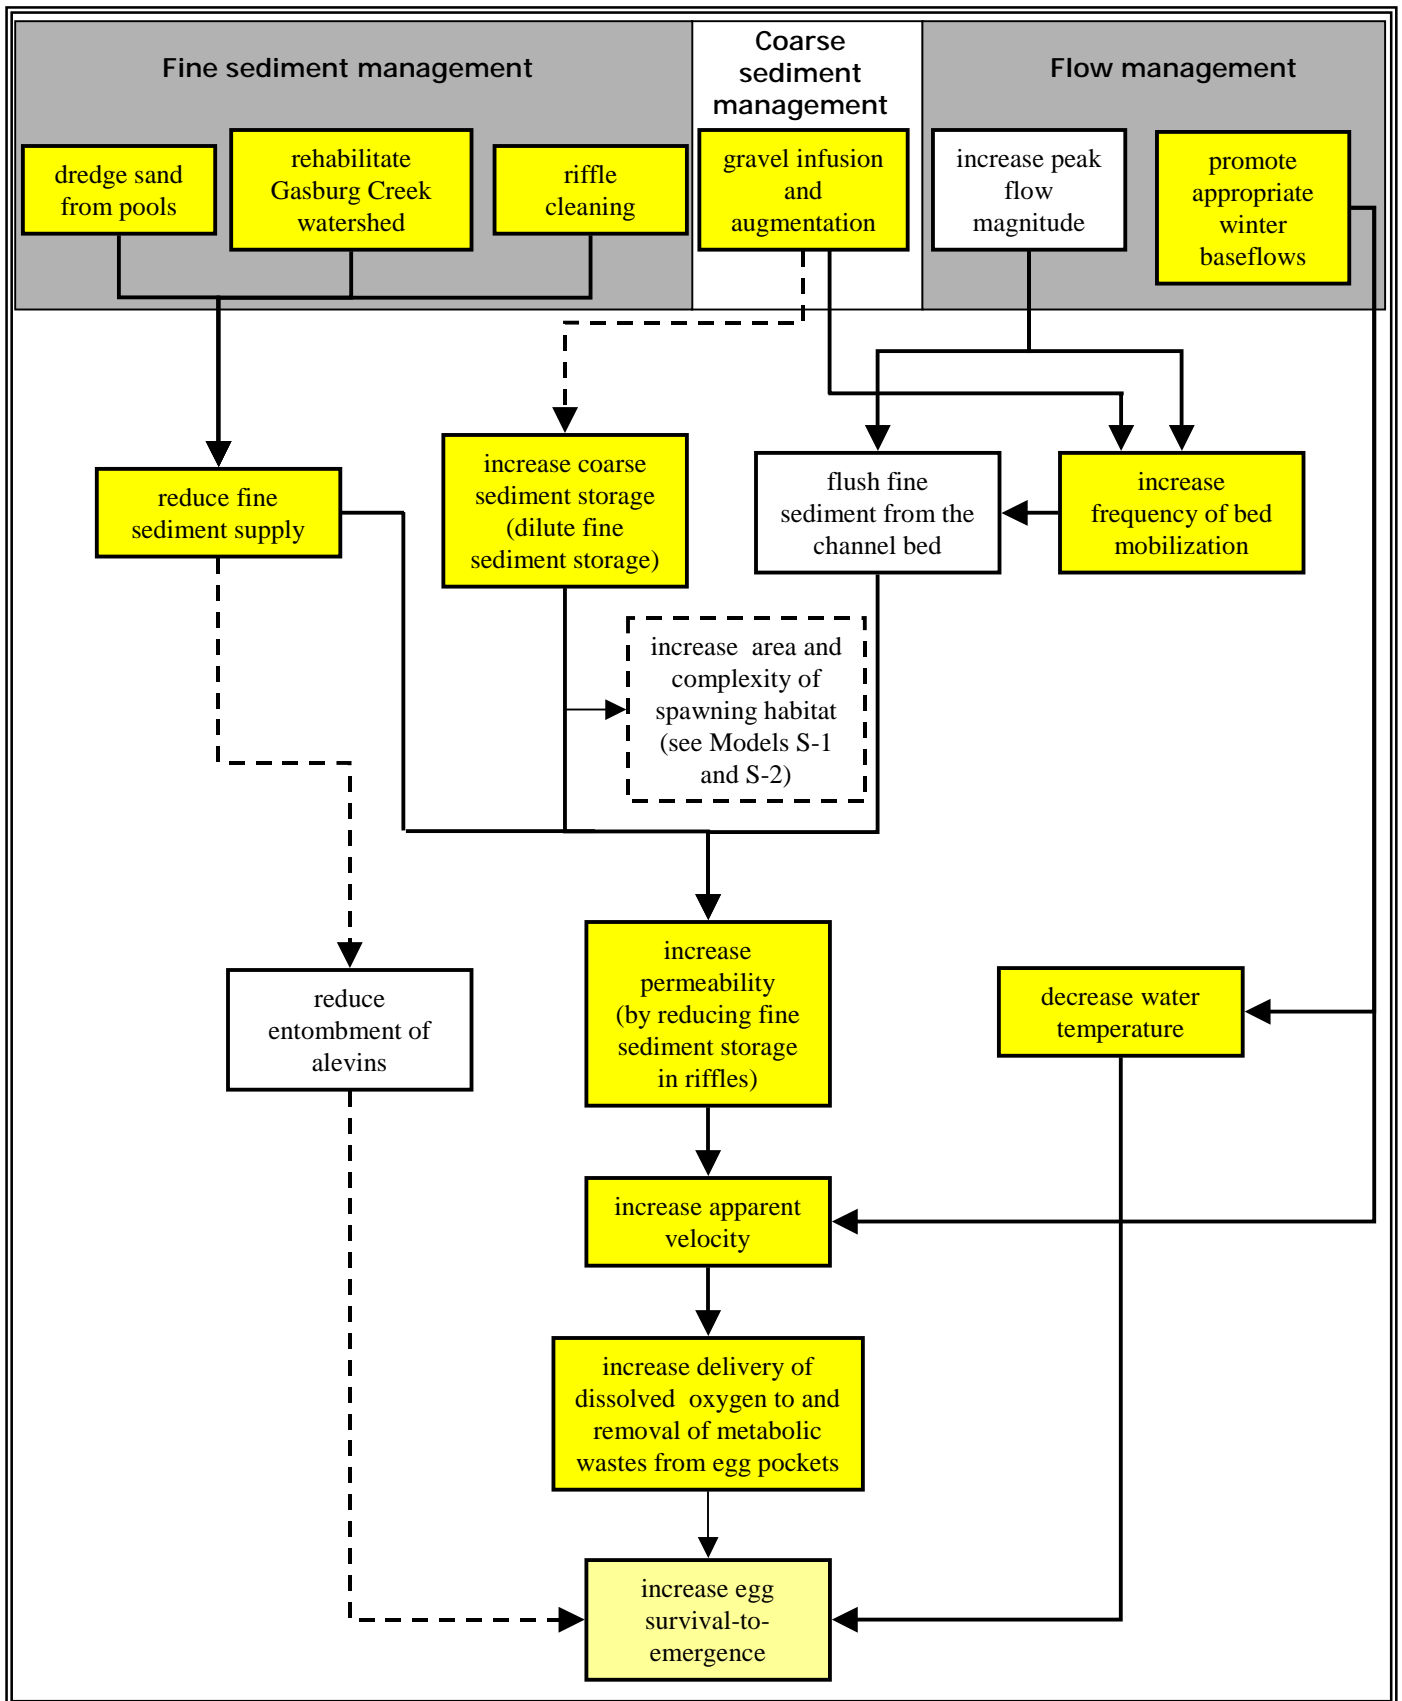 Fine sediment management
Coarse
sediment
management
Flow management
dredge sand
from pools
rehabilitate
Gasburg Creek
watershed
riffle
cleaning
gravel infusion
and
augmentation
increase peak
flow
magnitude
promote
appropriate
winter
baseflows
reduce fine
sediment supply
increase coarse
sediment storage
(dilute fine
sediment storage)
flush fine
sediment from the
channel bed
increase
frequency of bed
mobilization
increase area and
complexity of
spawning habitat
(see Models S-1
and S-2)
reduce
entombment of
alevins
increase
permeability
(by reducing fine
sediment storage
in riffles)
decrease water
temperature
increase apparent
velocity
increase delivery of
dissolved oxygen to and
removal of metabolic
wastes from egg pockets
increase egg
survival-to-
emergence